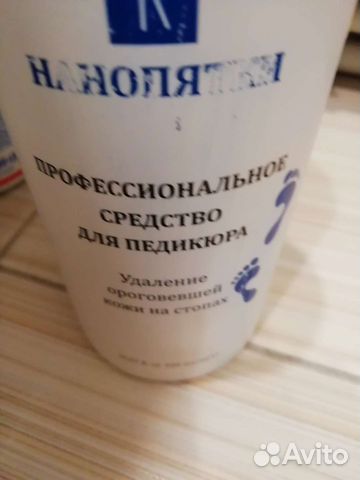 К
НАНОПЯТКИ
ПРОФЕССИОНАЛЬНОЕ
СРЕДСТВО
ДЛЯ ПЕДИКЮРА
Удаление
ороговевшей
кожи на стопах
Avito